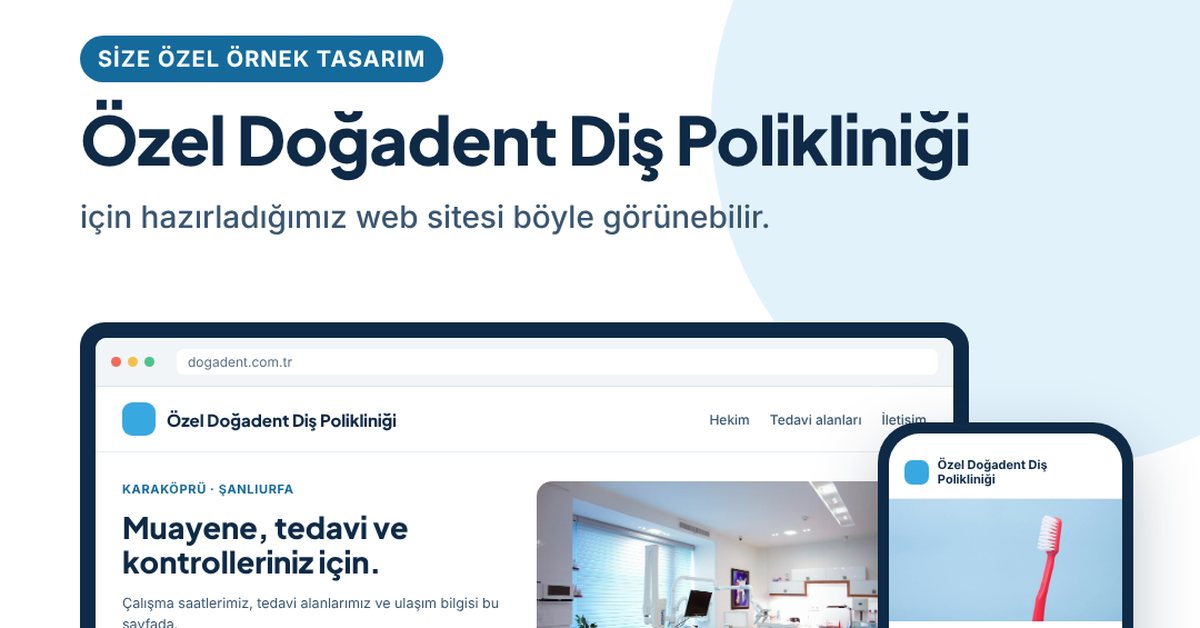 SİZE ÖZEL ÖRNEK TASARIM
Özel Doğadent Diş Polikliniği
için hazırladığımız web sitesi böyle görünebilir.
dogadent.com.tr
Özel Doğadent Diş Polikliniği
Hekim
Tedavi alanları
İletişim
KARAKÖPRÜ · ŞANLIURFA
Muayene, tedavi ve
kontrolleriniz için.
Çalışma saatlerimiz, tedavi alanlarımız ve ulaşım bilgisi bu
sayfada.
Özel Doğadent Diş
Polikliniği